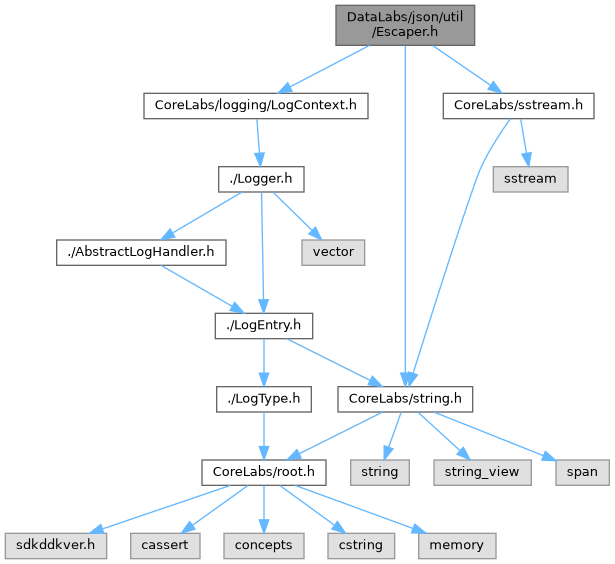 DataLabs/json/util
/Escaper.h
CoreLabs/logging/LogContext.h
CoreLabs/sstream.h
./Logger.h
sstream
./AbstractLogHandler.h
vector
./LogEntry.h
./LogType.h
CoreLabs/string.h
CoreLabs/root.h
string
string_view
span
sdkddkver.h
cassert
concepts
cstring
memory